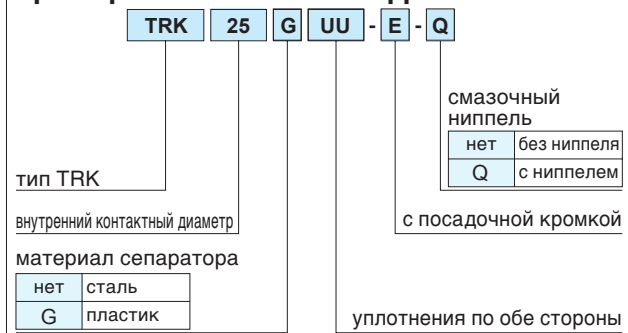 TRK 25 G UU - E - Q
смазочный
ниппель
нет без ниппеля
Q с ниппелем
тип TRK
внутренний контактный диаметр
с посадочной кромкой
материал сепаратора
нет сталь
G пластик
уплотнения по обе стороны